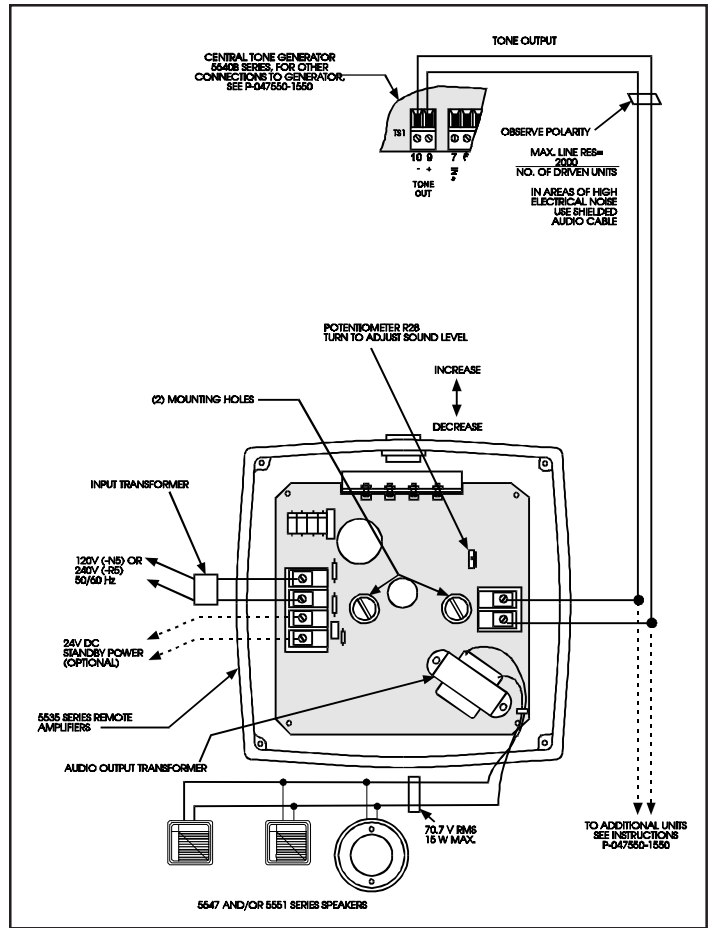 TONE OUTPUT
CENTRAL TONE GENERATOR
5540B SERIES, FOR OTHER
CONNECTIONS TO GENERATOR,
SEE P-047550-1550
TS1
10 9 7 6
- +
TONE
OUT
OBSERVE POLARITY
MAX. LINE RES=
2000
NO. OF DRIVEN UNITS
IN AREAS OF HIGH
ELECTRICAL NOISE
USE SHIELDED
AUDIO CABLE
POTENTIOMETER R28
TURN TO ADJUST SOUND LEVEL
INCREASE
DECREASE
(2) MOUNTING HOLES
INPUT TRANSFORMER
120V (-N5) OR
240V (-R5)
50/60 Hz
24V DC
STANDBY POWER
(OPTIONAL)
5535 SERIES REMOTE
AMPLIFIERS
AUDIO OUTPUT TRANSFORMER
70.7 V RMS
15 W MAX.
TO ADDITIONAL UNITS
SEE INSTRUCTIONS
P-047550-1550
5547 AND/OR 5551 SERIES SPEAKERS